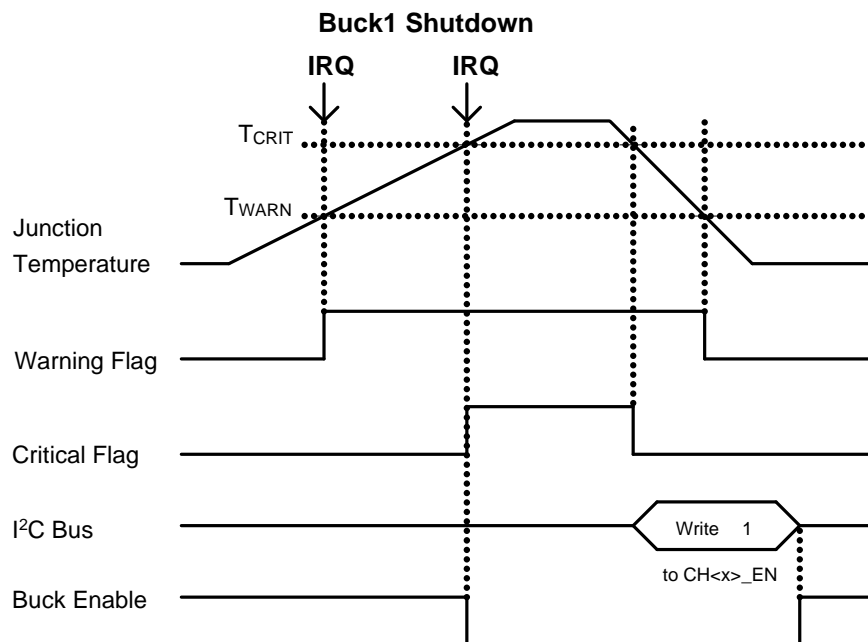 Buck1 Shutdown
IRQ IRQ
TCRIT
TWARN
Junction
Temperature
Warning Flag
Critical Flag
I²C Bus
Write 1
to CH<x>_EN
Buck Enable